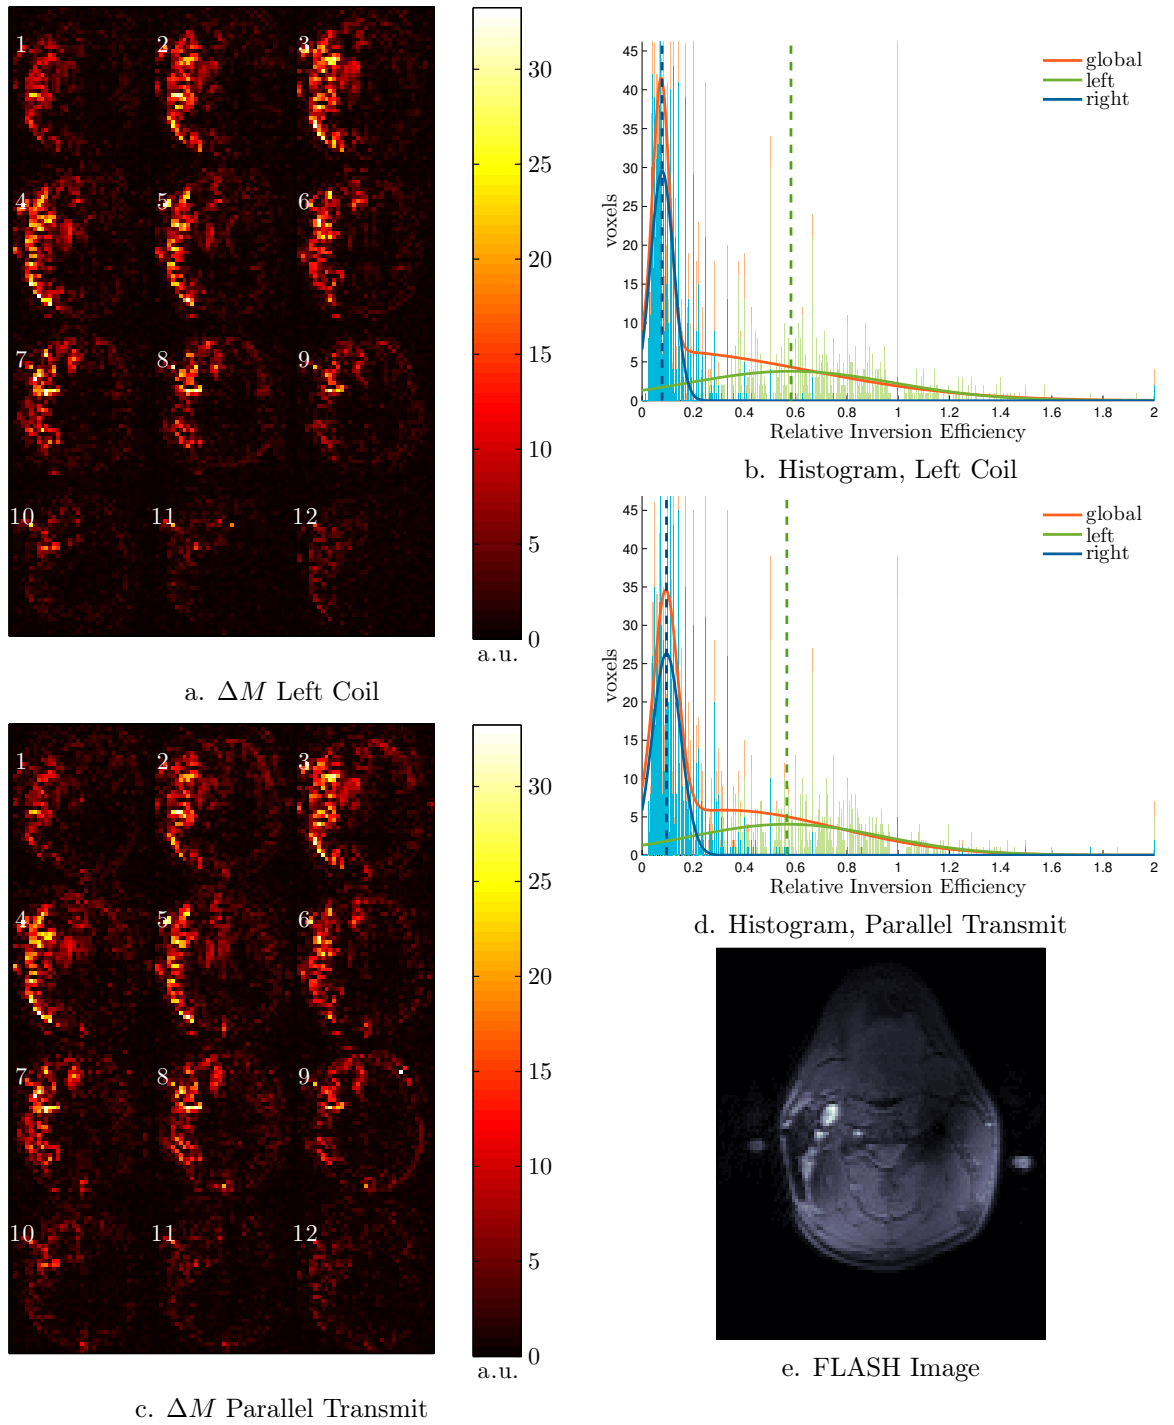 1 2 3
4 5 6
7 8 9
10 11 12
30
25
20
15
10
5
0
a.u.
a. ΔM Left Coil
45
40
35
30
25
20
15
10
5
0
voxels
0 0.2 0.4 0.6 0.8 1 1.2 1.4 1.6 1.8 2
Relative Inversion Efficiency
global
left
right
b. Histogram, Left Coil
1 2 3
4 5 6
7 8 9
10 11 12
30
25
20
15
10
5
0
a.u.
c. ΔM Parallel Transmit
45
40
35
30
25
20
15
10
5
0
voxels
0 0.2 0.4 0.6 0.8 1 1.2 1.4 1.6 1.8 2
Relative Inversion Efficiency
global
left
right
d. Histogram, Parallel Transmit
e. FLASH Image